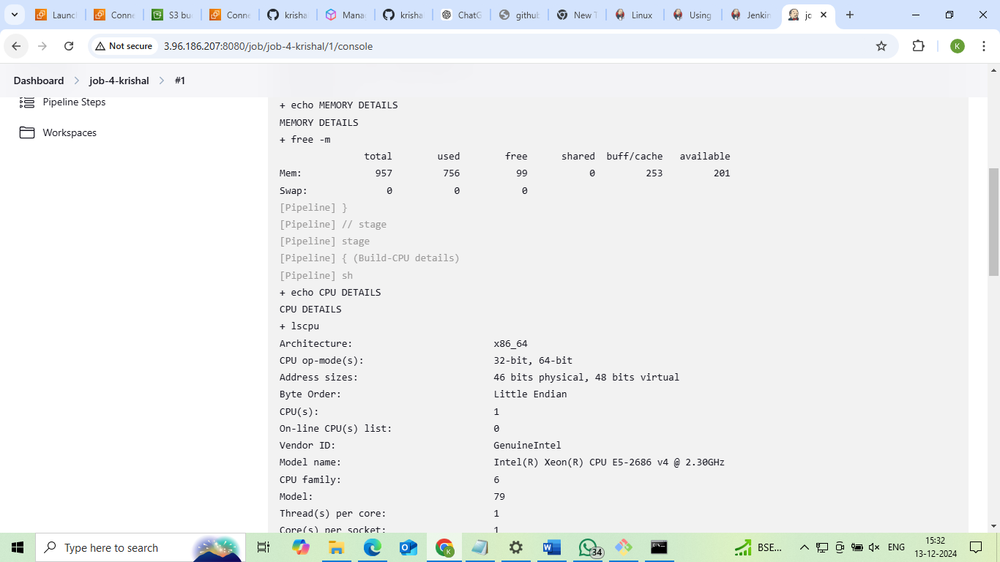 Launc
Conne
S3 bu
Conne
krisha
Manag
krisha
ChatG
github
New T
Linux
Using
Jenkin
jc
Not secure
3.96.186.207:8080/job/job-4-krishal/1/console
K
Dashboard
job-4-krishal
#1
Pipeline Steps
Workspaces
+ echo MEMORY DETAILS
MEMORY DETAILS
+ free -m
total used free shared buff/cache available
Mem: 957 756 99 0 253 201
Swap: 0 0 0
[Pipeline] }
[Pipeline] // stage
[Pipeline] stage
[Pipeline] { (Build-CPU details)
[Pipeline] sh
+ echo CPU DETAILS
CPU DETAILS
+ lscpu
Architecture: x86_64
CPU op-mode(s): 32-bit, 64-bit
Address sizes: 46 bits physical, 48 bits virtual
Byte Order: Little Endian
CPU(s): 1
On-line CPU(s) list: 0
Vendor ID: GenuineIntel
Model name: Intel(R) Xeon(R) CPU E5-2686 v4 @ 2.30GHz
CPU family: 6
Model: 79
Thread(s) per core: 1
Core(s) per socket: 1
Type here to search
34
BSE...
ENG
15:32
13-12-2024